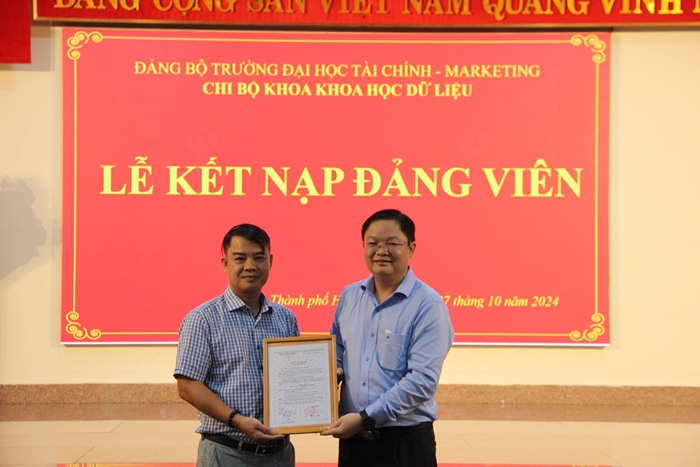 ĐẢNG CỘNG SẢN VIỆT NAM QUANG VINH
ĐẢNG BỘ TRƯỜNG ĐẠI HỌC TÀI CHÍNH - MARKETING
CHI BỘ KHOA KHOA HỌC DỮ LIỆU
LỄ KẾT NẠP ĐẢNG VIÊN
Thành phố 7 tháng 10 năm 2024